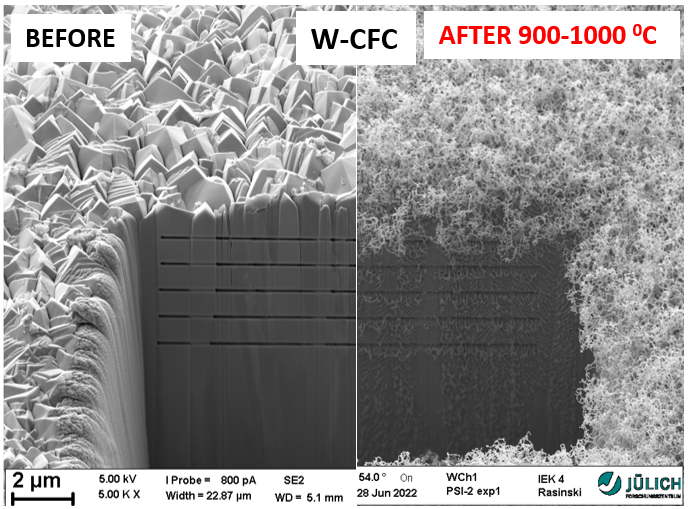 BEFORE
W-CFC
AFTER 900-1000 ⁰C
2 µm
5.00 kV
5.00 K X
I Probe = 800 pA
Width = 22.87 µm
SE2
WD = 5.1 mm
54.0 ° On
28 Jun 2022
WCh1
PSI-2 exp1
IEK 4
Rasinski
JÜLICH
FORSCHUNGSZENTRUM